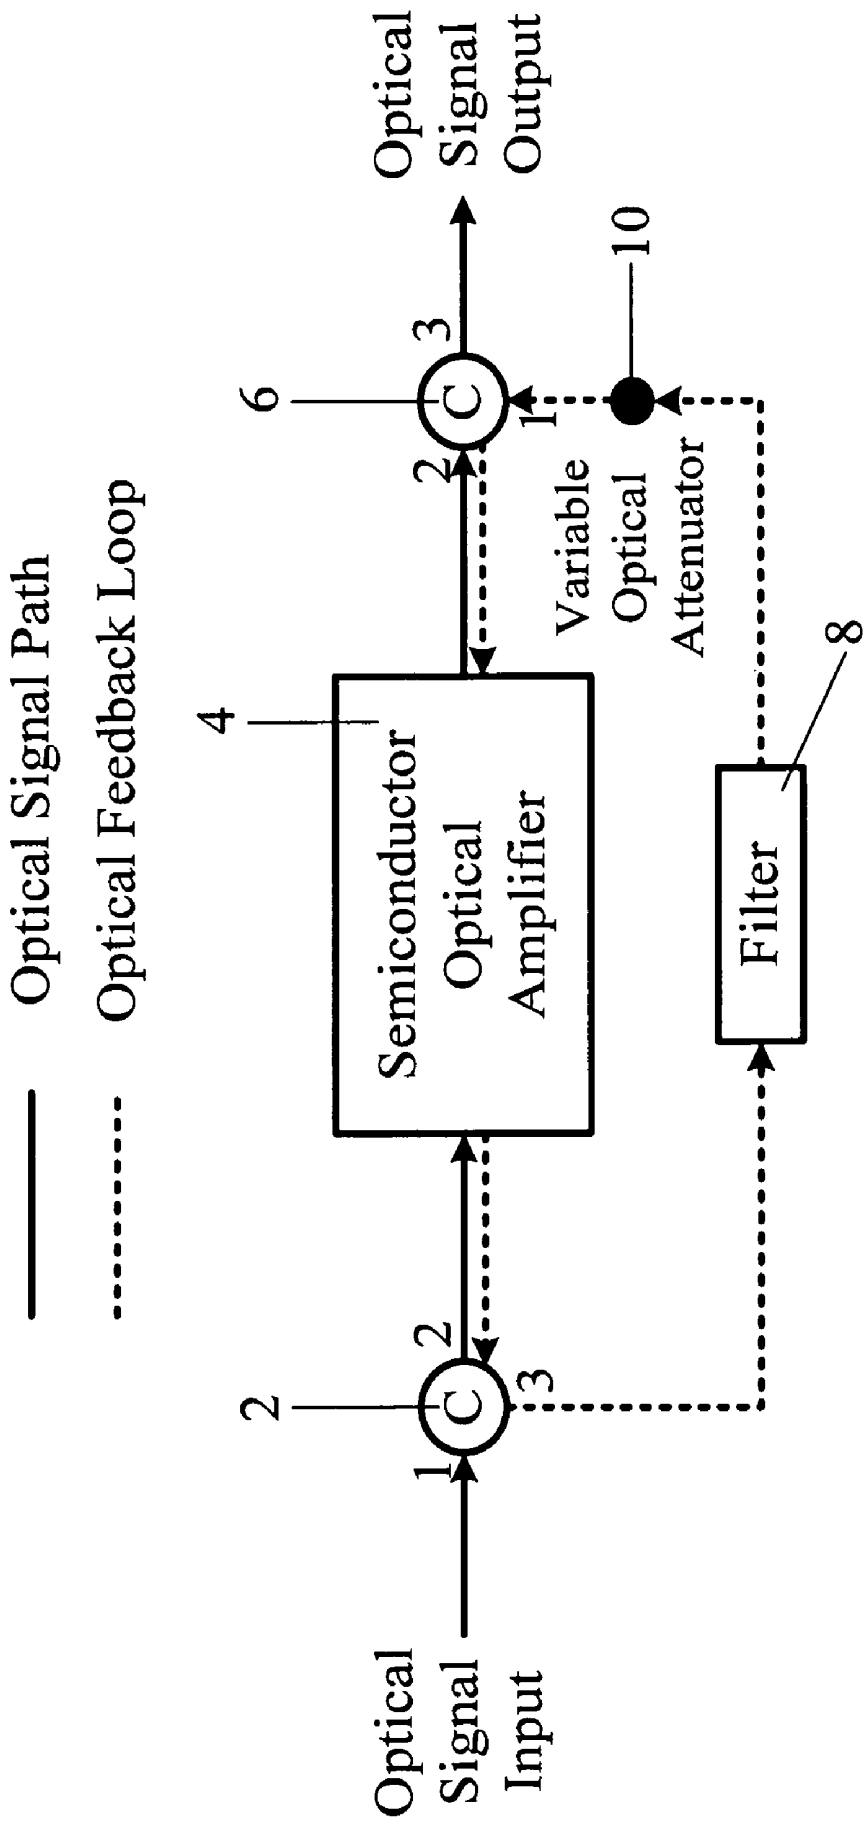 Optical Signal Path
Optical Feedback Loop
2
4
6
Optical
Signal
Input
1
C
2
3
Semiconductor
Optical
Amplifier
2
C
3
1
Optical
Signal
Output
Variable
Optical
Attenuator
10
Filter
8